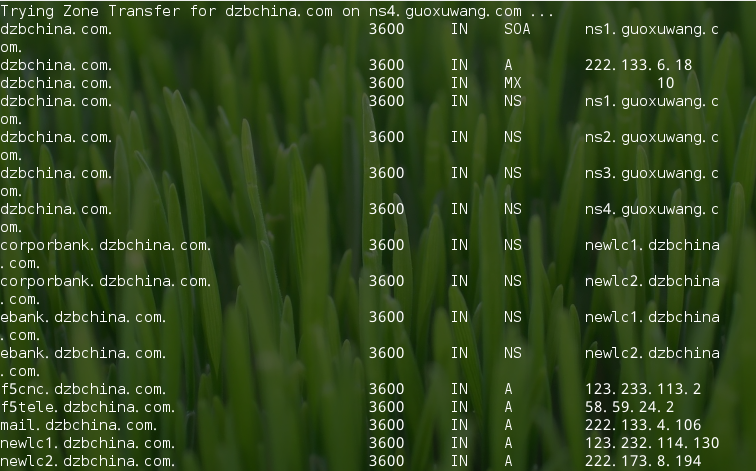 Trying Zone Transfer for dzbchina.com on ns4.guoxuwang.com ...
dzbchina.com. 3600 IN SOA ns1.guoxuwang.c
om.
dzbchina.com. 3600 IN A 222.133.6.18
dzbchina.com. 3600 IN MX 10
dzbchina.com. 3600 IN NS ns1.guoxuwang.c
om.
dzbchina.com. 3600 IN NS ns2.guoxuwang.c
om.
dzbchina.com. 3600 IN NS ns3.guoxuwang.c
om.
dzbchina.com. 3600 IN NS ns4.guoxuwang.c
om.
corporbank.dzbchina.com. 3600 IN NS newlc1.dzbchina
.com.
corporbank.dzbchina.com. 3600 IN NS newlc2.dzbchina
.com.
ebank.dzbchina.com. 3600 IN NS newlc1.dzbchina
.com.
ebank.dzbchina.com. 3600 IN NS newlc2.dzbchina
.com.
f5cnc.dzbchina.com. 3600 IN A 123.233.113.2
f5tele.dzbchina.com. 3600 IN A 58.59.24.2
mail.dzbchina.com. 3600 IN A 222.133.4.106
newlc1.dzbchina.com. 3600 IN A 123.232.114.130
newlc2.dzbchina.com. 3600 IN A 222.173.8.194